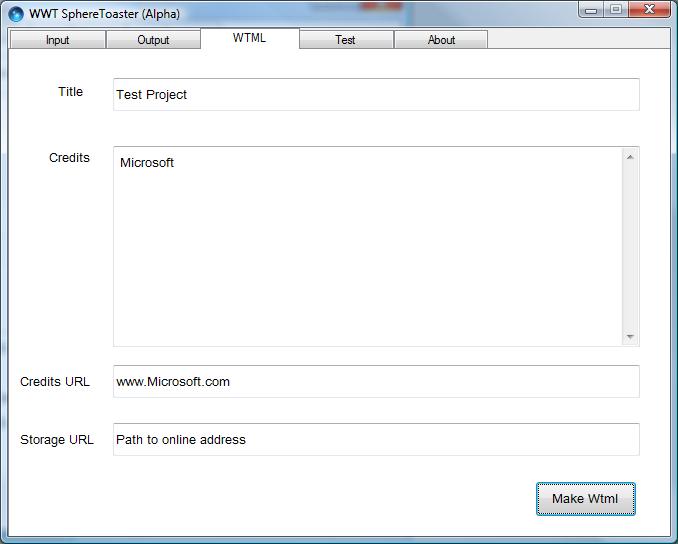 WWT SphereToaster (Alpha)
Input Output WTML Test About
Title Test Project
Credits Microsoft
Credits URL www.Microsoft.com
Storage URL Path to online address
Make Wtml